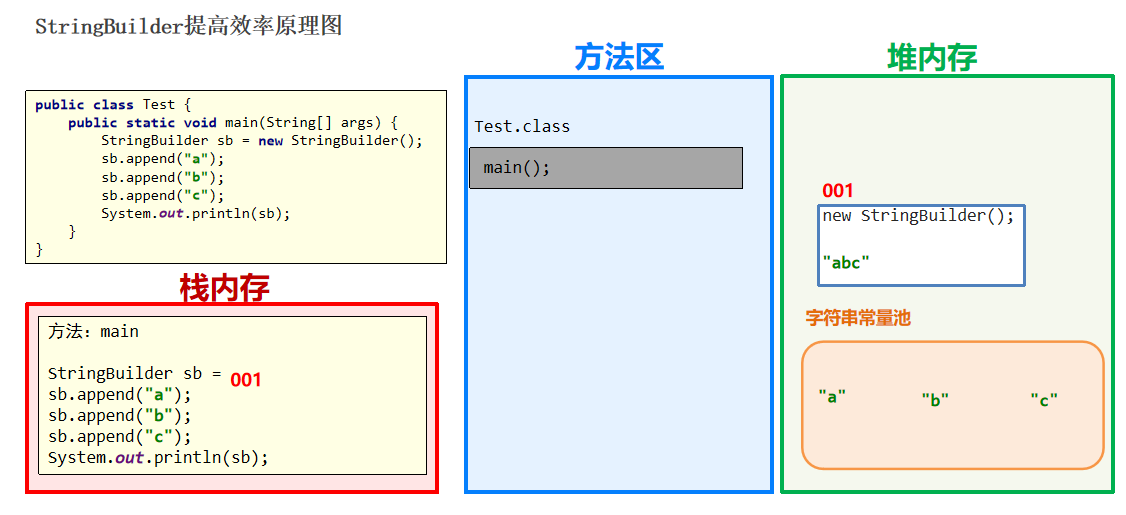 StringBuilder提高效率原理图
public class Test {
public static void main(String[] args) {
StringBuilder sb = new StringBuilder();
sb.append("a");
sb.append("b");
sb.append("c");
System.out.println(sb);
}
}
栈内存
方法：main
StringBuilder sb = 001
sb.append("a");
sb.append("b");
sb.append("c");
System.out.println(sb);
方法区
Test.class
main();
堆内存
001
new StringBuilder();
"abc"
字符串常量池
"a" "b" "c"